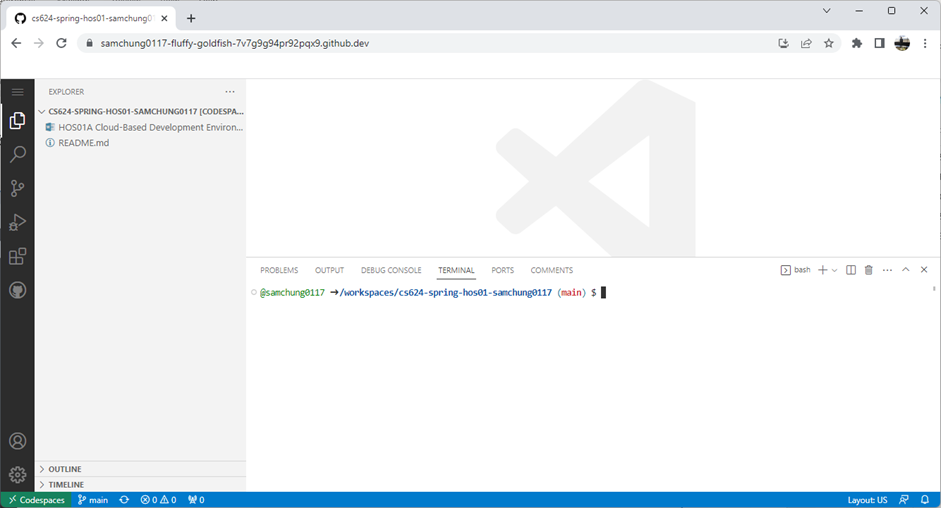 cs624-spring-hos01-samchung0
samchung0117-fluffy-goldfish-7v7g9g94pr92pqx9.github.dev
EXPLORER
CS624-SPRING-HOS01-SAMCHUNG0117 [CODESPA...
HOS01A Cloud-Based Development Environ...
README.md
OUTLINE
TIMELINE
PROBLEMS OUTPUT DEBUG CONSOLE TERMINAL PORTS COMMENTS bash
@samchung0117 ➜/workspaces/cs624-spring-hos01-samchung0117 (main) $
Codespaces main 0 0 0 Layout: US